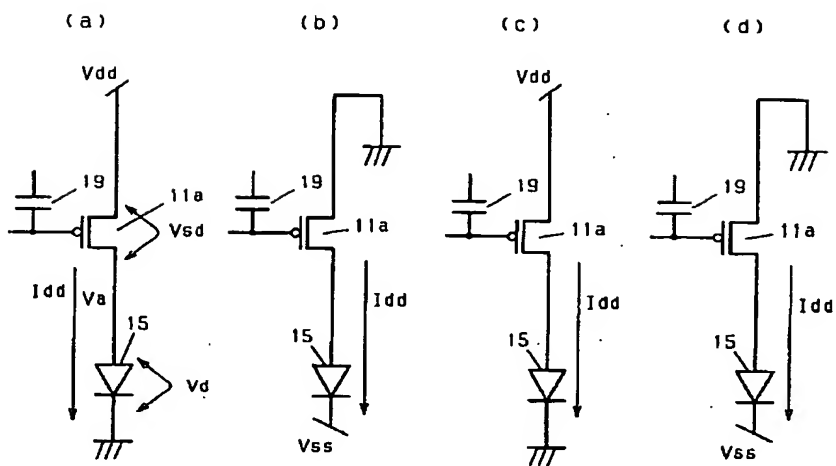 (a) (b) (c) (d)
Vdd Vdd
19 19 19 19
11a 11a 11a 11a
Vsd
Idd Va Idd Idd Idd
15 15 15 15
Vd
Vss Vss